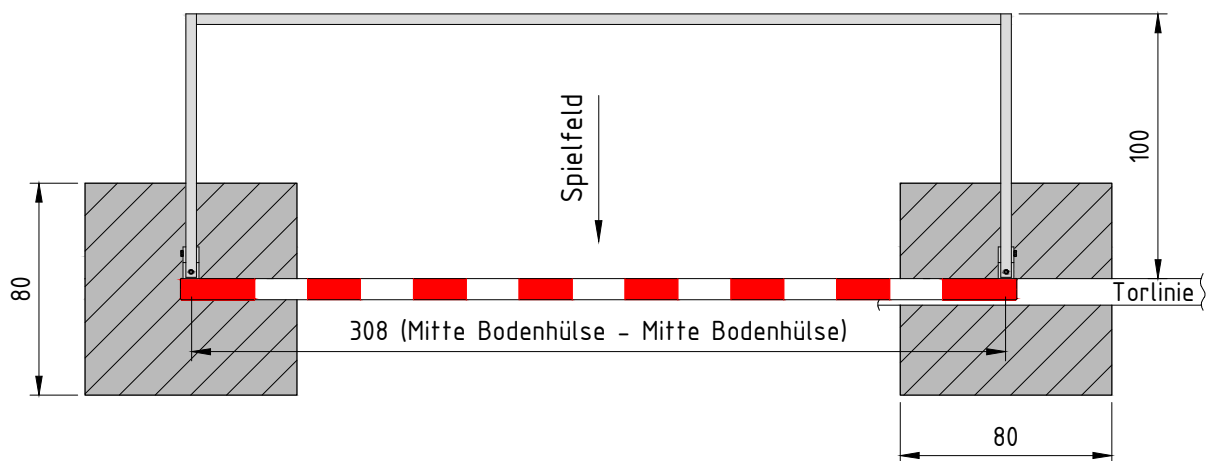 Spielfeld
100
80
Torlinie
308 (Mitte Bodenhülse - Mitte Bodenhülse)
80